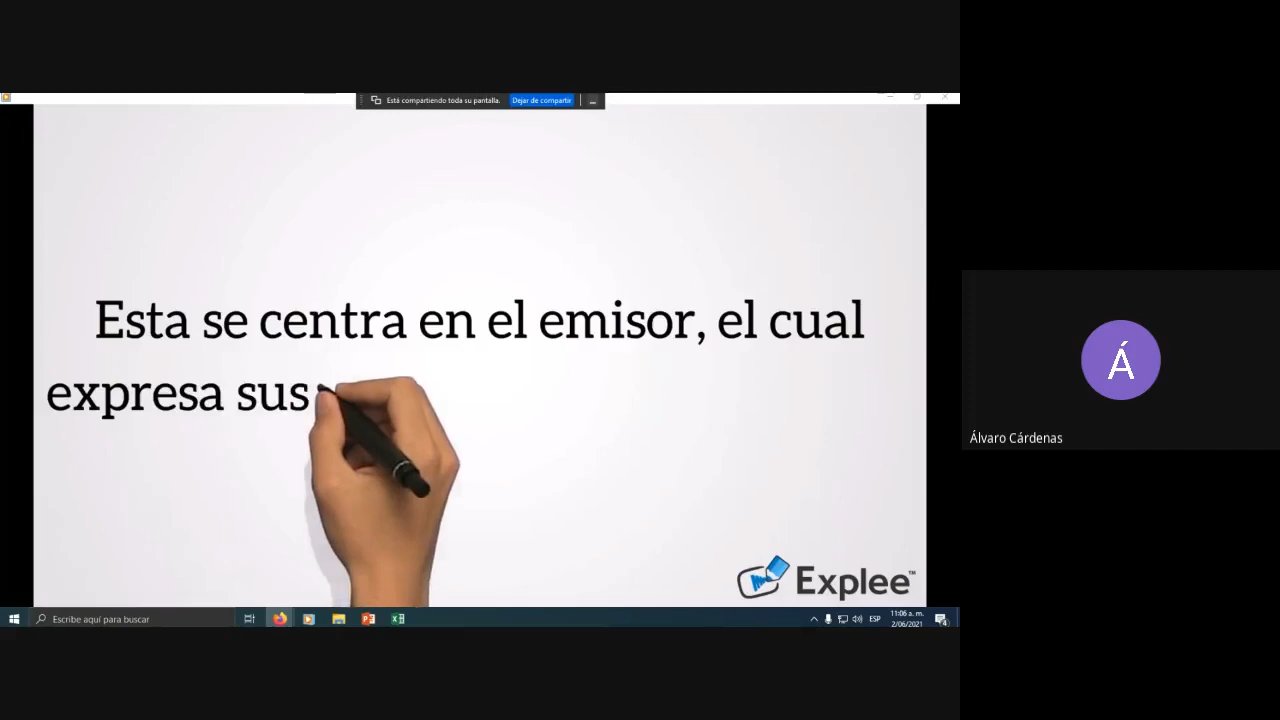 Está compartiendo toda su pantalla.
Dejar de compartir
Esta se centra en el emisor, el cual
expresa sus
Explee™
Á
Álvaro Cárdenas
Escribe aquí para buscar
ESP
11:06 a. m.
2/06/2021